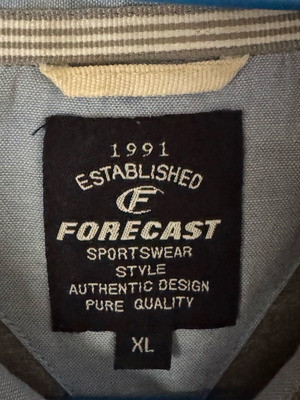 1991
ESTABLISHED
F
FORECAST
SPORTSWEAR
STYLE
AUTHENTIC DESIGN
PURE QUALITY
XL